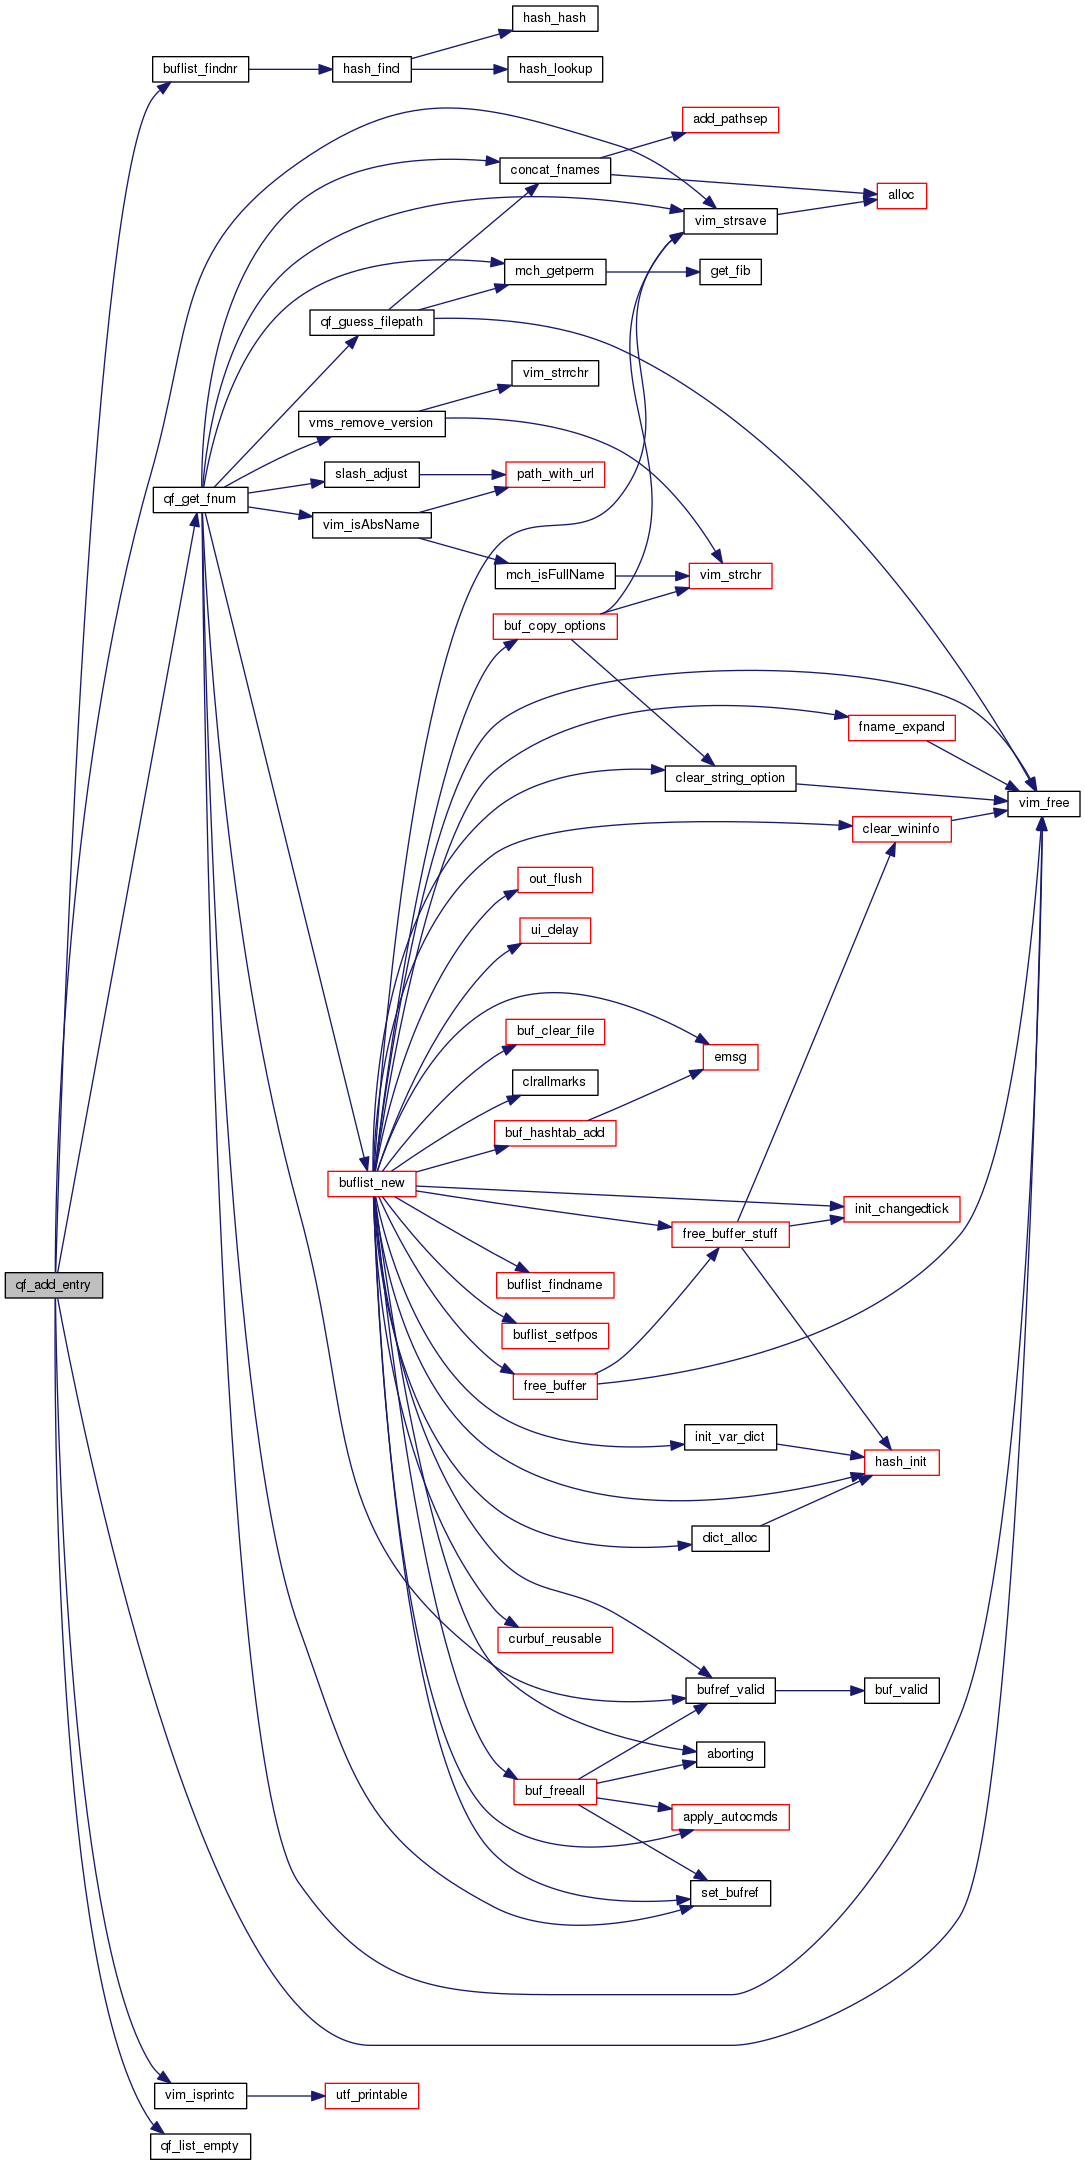 hash_hash
buflist_findnr
hash_find
hash_lookup
add_pathsep
concat_fnames
alloc
vim_strsave
mch_getperm
get_fib
qf_guess_filepath
vim_strrchr
vms_remove_version
slash_adjust
path_with_url
qf_get_fnum
vim_isAbsName
mch_isFullName
vim_strchr
buf_copy_options
fname_expand
clear_string_option
vim_free
clear_wininfo
out_flush
ui_delay
buf_clear_file
emsg
clrallmarks
buf_hashtab_add
buflist_new
init_changedtick
free_buffer_stuff
qf_add_entry
buflist_findname
buflist_setfpos
free_buffer
init_var_dict
hash_init
dict_alloc
curbuf_reusable
bufref_valid
buf_valid
aborting
buf_freeall
apply_autocmds
set_bufref
vim_isprintc
utf_printable
qf_list_empty